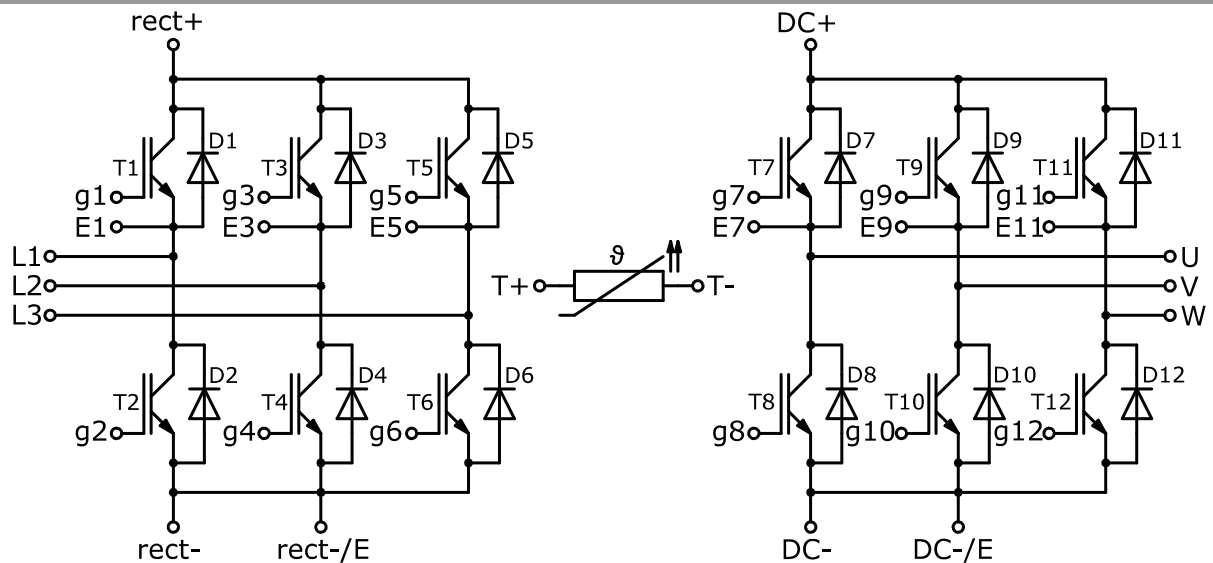 rect+ DC+
D1 D3 D5 D7 D9 D11
T1 T3 T5 T7 T9 T11
g1 g3 g5 g7 g9 g11
E1 E3 E5 E7 E9 E11
L1 ϑ U
L2 T+ T- V
L3 W
D2 D4 D6 D8 D10 D12
T2 T4 T6 T8 T10 T12
g2 g4 g6 g8 g10 g12
rect- rect-/E DC- DC-/E